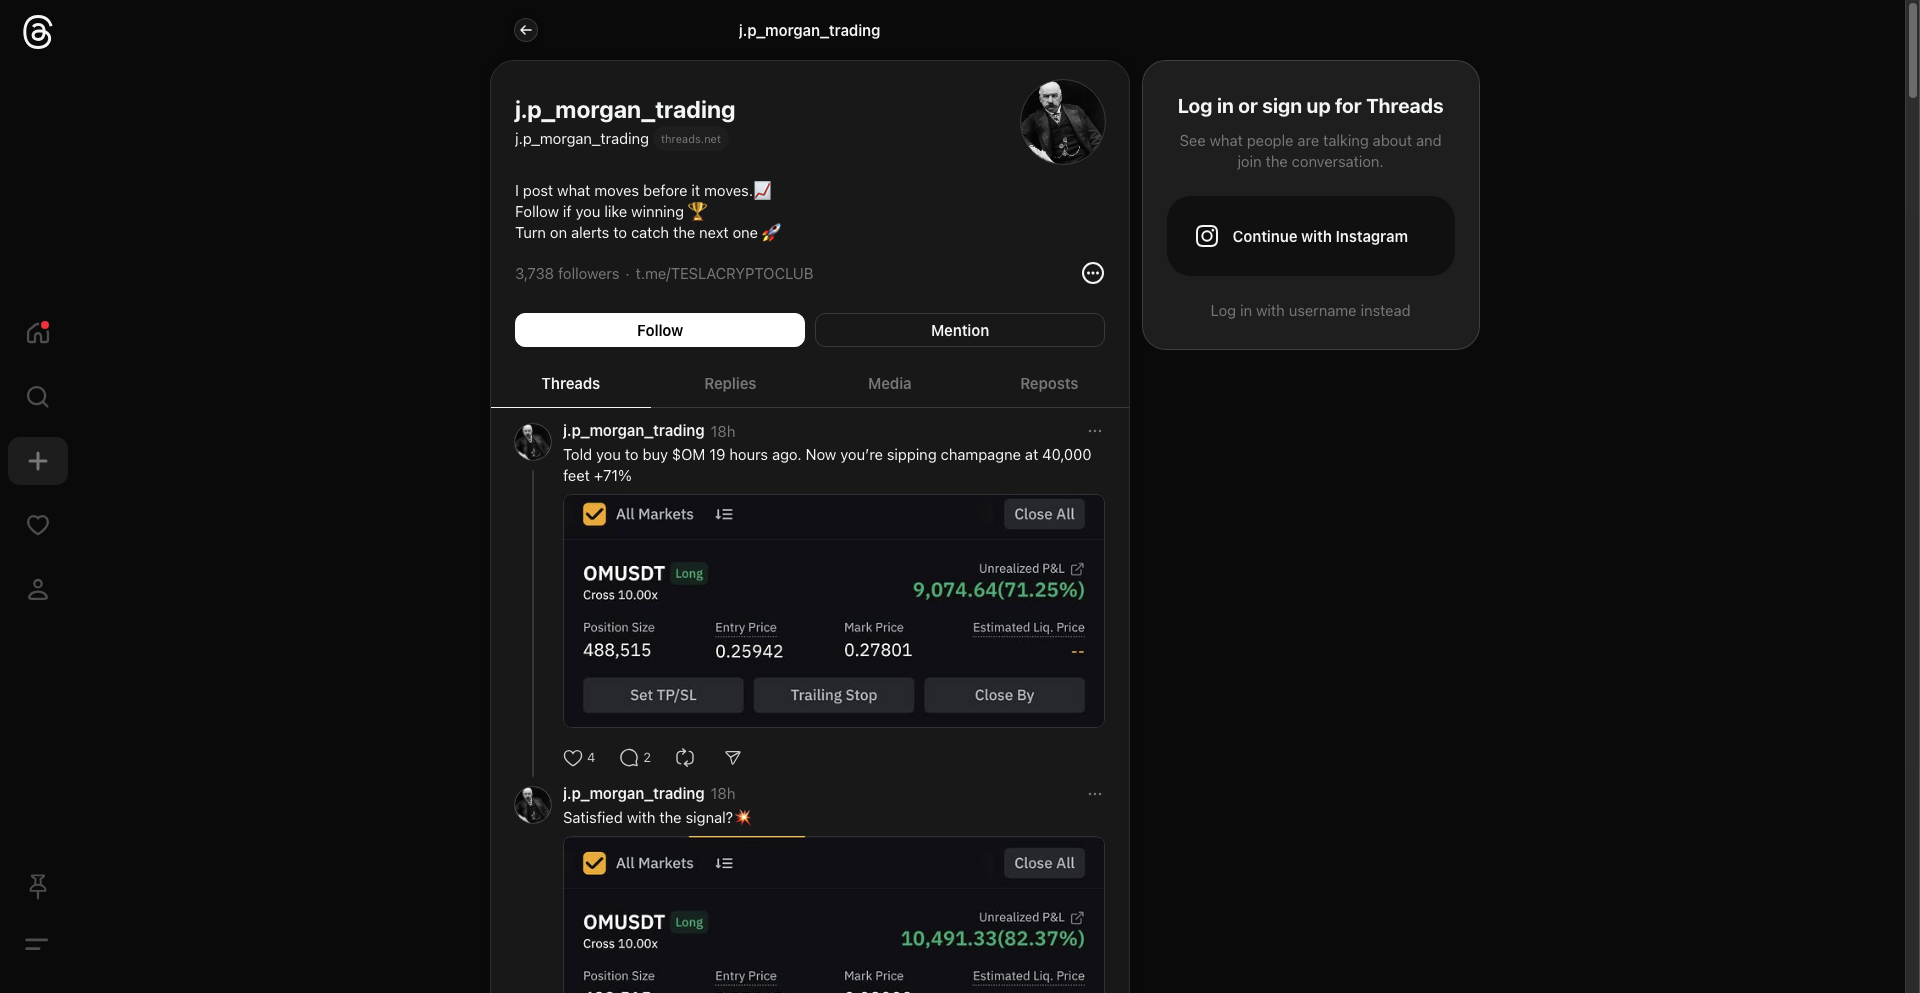 j.p_morgan_trading
j.p_morgan_trading
j.p_morgan_trading threads.net
I post what moves before it moves.📈
Follow if you like winning 🏆
Turn on alerts to catch the next one 🚀
3,738 followers · t.me/TESLACRYPTOCLUB
Follow Mention
Threads Replies Media Reposts
j.p_morgan_trading 18h
Told you to buy $OM 19 hours ago. Now you’re sipping champagne at 40,000
feet +71%
All Markets Close All
OMUSDT Long
Unrealized P&L
Cross 10.00x
9,074.64(71.25%)
Position Size Entry Price Mark Price Estimated Liq. Price
488,515 0.25942 0.27801 --
Set TP/SL Trailing Stop Close By
4 2
j.p_morgan_trading 18h
Satisfied with the signal?💥
All Markets Close All
OMUSDT Long
Unrealized P&L
Cross 10.00x
10,491.33(82.37%)
Position Size Entry Price Mark Price Estimated Liq. Price
Log in or sign up for Threads
See what people are talking about and
join the conversation.
Continue with Instagram
Log in with username instead